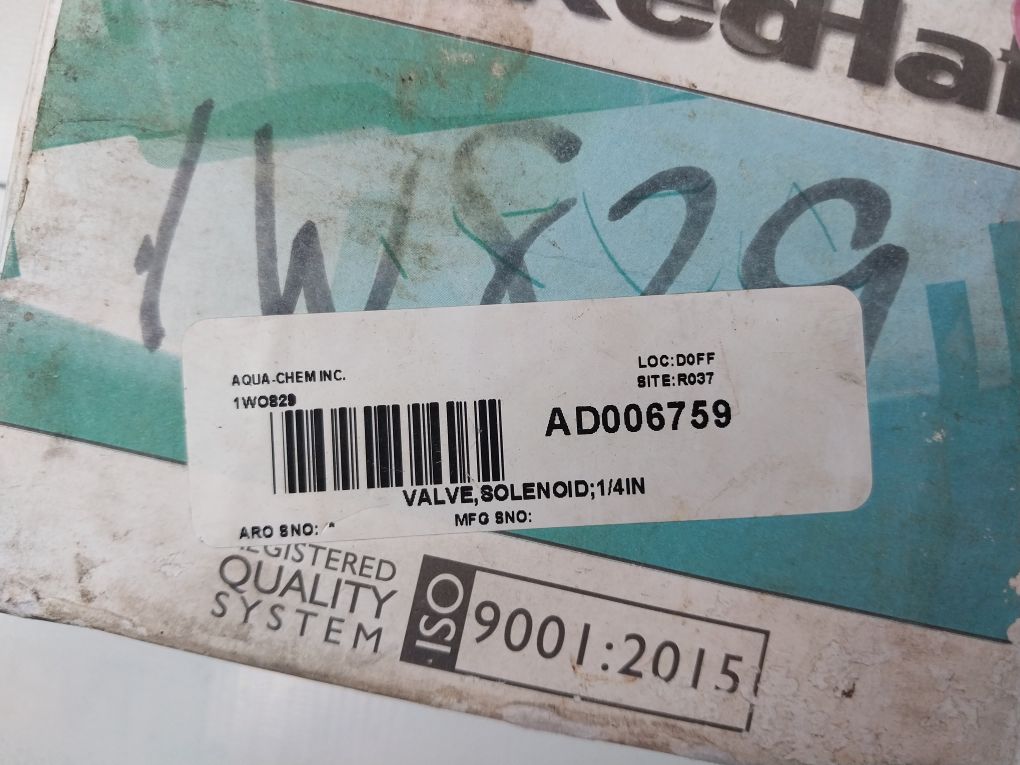 RedHat
1W829
AQUA-CHEM INC.
LOC:D0FF
1WO829
SITE:R037
AD006759
VALVE,SOLENOID;1/4IN
ARO SNO: *
MFG SNO:
REGISTERED
QUALITY
SYSTEM
ISO 9001:2015